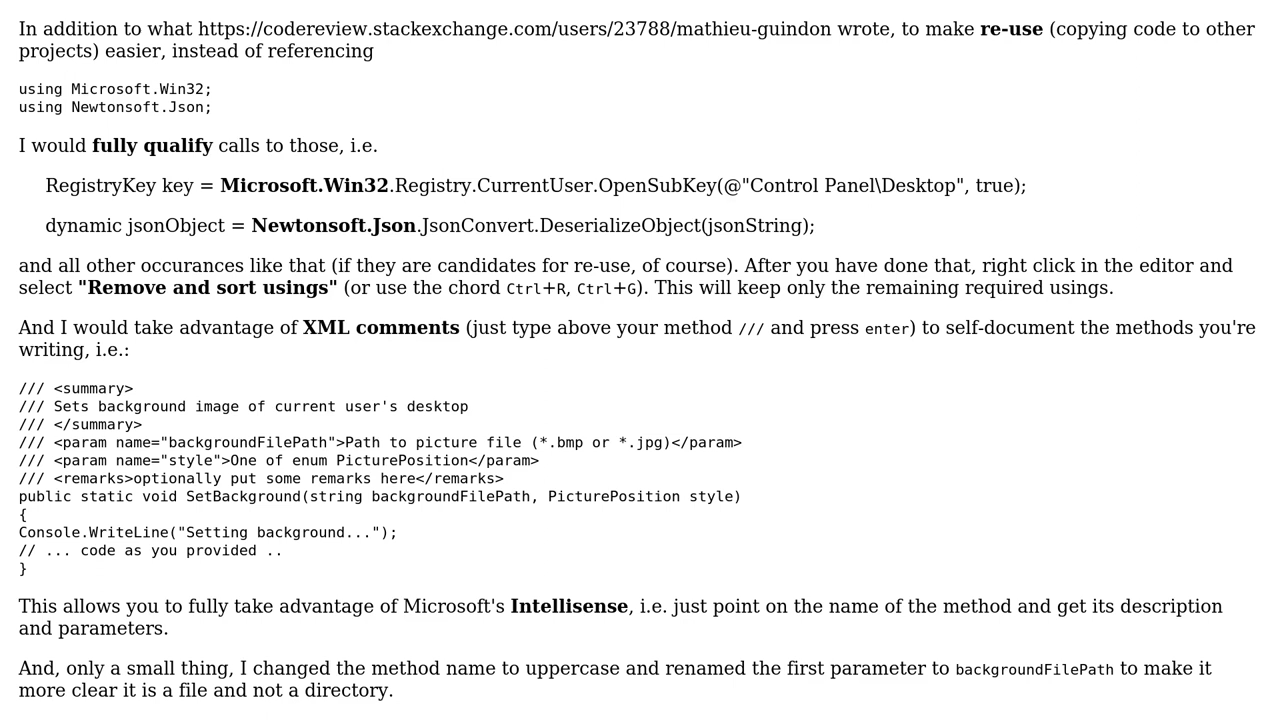 In addition to what https://codereview.stackexchange.com/users/23788/mathieu-guindon wrote, to make re-use (copying code to other
projects) easier, instead of referencing
using Microsoft.Win32;
using Newtonsoft.Json;
I would fully qualify calls to those, i.e.
RegistryKey key = Microsoft.Win32.Registry.CurrentUser.OpenSubKey(@"Control Panel\Desktop", true);
dynamic jsonObject = Newtonsoft.Json.JsonConvert.DeserializeObject(jsonString);
and all other occurances like that (if they are candidates for re-use, of course). After you have done that, right click in the editor and
select "Remove and sort usings" (or use the chord Ctrl+R, Ctrl+G). This will keep only the remaining required usings.
And I would take advantage of XML comments (just type above your method /// and press enter) to self-document the methods you're
writing, i.e.:
/// <summary>
/// Sets background image of current user's desktop
/// </summary>
/// <param name="backgroundFilePath">Path to picture file (*.bmp or *.jpg)</param>
/// <param name="style">One of enum PicturePosition</param>
/// <remarks>optionally put some remarks here</remarks>
public static void SetBackground(string backgroundFilePath, PicturePosition style)
{
Console.WriteLine("Setting background...");
// ... code as you provided ..
}
This allows you to fully take advantage of Microsoft's Intellisense, i.e. just point on the name of the method and get its description
and parameters.
And, only a small thing, I changed the method name to uppercase and renamed the first parameter to backgroundFilePath to make it
more clear it is a file and not a directory.